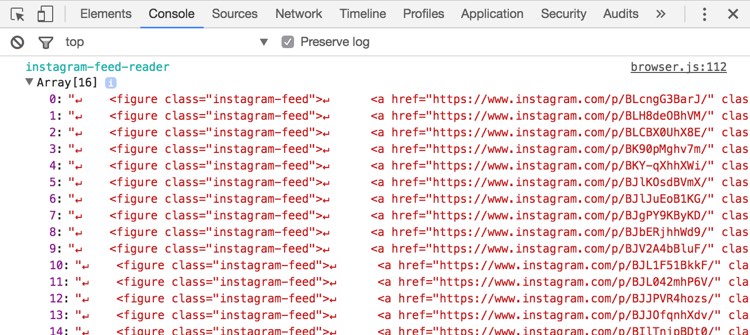 Elements Console Sources Network Timeline Profiles Application Security Audits »
top Preserve log
instagram-feed-reader browser.js:112
▼Array[16] i
0: "↵ <figure class="instagram-feed">↵ <a href="https://www.instagram.com/p/BLcngG3BarJ/" clas
1: "↵ <figure class="instagram-feed">↵ <a href="https://www.instagram.com/p/BLH8deOBhVM/" clas
2: "↵ <figure class="instagram-feed">↵ <a href="https://www.instagram.com/p/BLCBX0UhX8E/" clas
3: "↵ <figure class="instagram-feed">↵ <a href="https://www.instagram.com/p/BK90pMghv7m/" clas
4: "↵ <figure class="instagram-feed">↵ <a href="https://www.instagram.com/p/BKY-qXhhXWi/" clas
5: "↵ <figure class="instagram-feed">↵ <a href="https://www.instagram.com/p/BJlKOsdBVmX/" clas
6: "↵ <figure class="instagram-feed">↵ <a href="https://www.instagram.com/p/BJlJuEoB1KG/" clas
7: "↵ <figure class="instagram-feed">↵ <a href="https://www.instagram.com/p/BJgPY9KByKD/" clas
8: "↵ <figure class="instagram-feed">↵ <a href="https://www.instagram.com/p/BJbERjhhWd9/" clas
9: "↵ <figure class="instagram-feed">↵ <a href="https://www.instagram.com/p/BJV2A4bBluF/" clas
10: "↵ <figure class="instagram-feed">↵ <a href="https://www.instagram.com/p/BJL1F51BkkF/" clas
11: "↵ <figure class="instagram-feed">↵ <a href="https://www.instagram.com/p/BJL042mhP6V/" clas
12: "↵ <figure class="instagram-feed">↵ <a href="https://www.instagram.com/p/BJJPVR4hozs/" clas
13: "↵ <figure class="instagram-feed">↵ <a href="https://www.instagram.com/p/BJJOfqnhXdv/" clas
14: "↵ <figure class="instagram-feed">↵ <a href="https://www.instagram.com/p/BIlTnjpBDt0/" clas